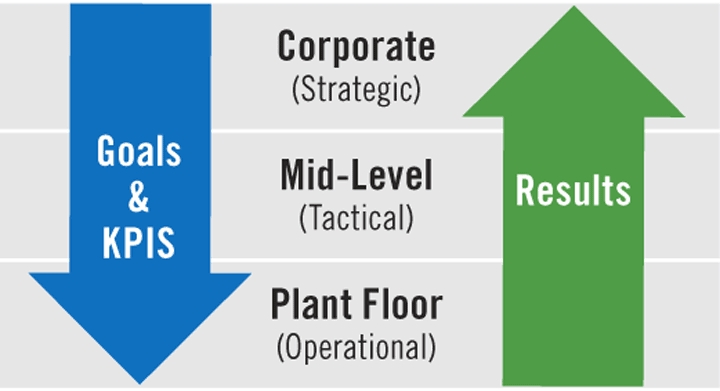 Corporate
(Strategic)
Goals
&
KPIS
Mid-Level
(Tactical)
Results
Plant Floor
(Operational)